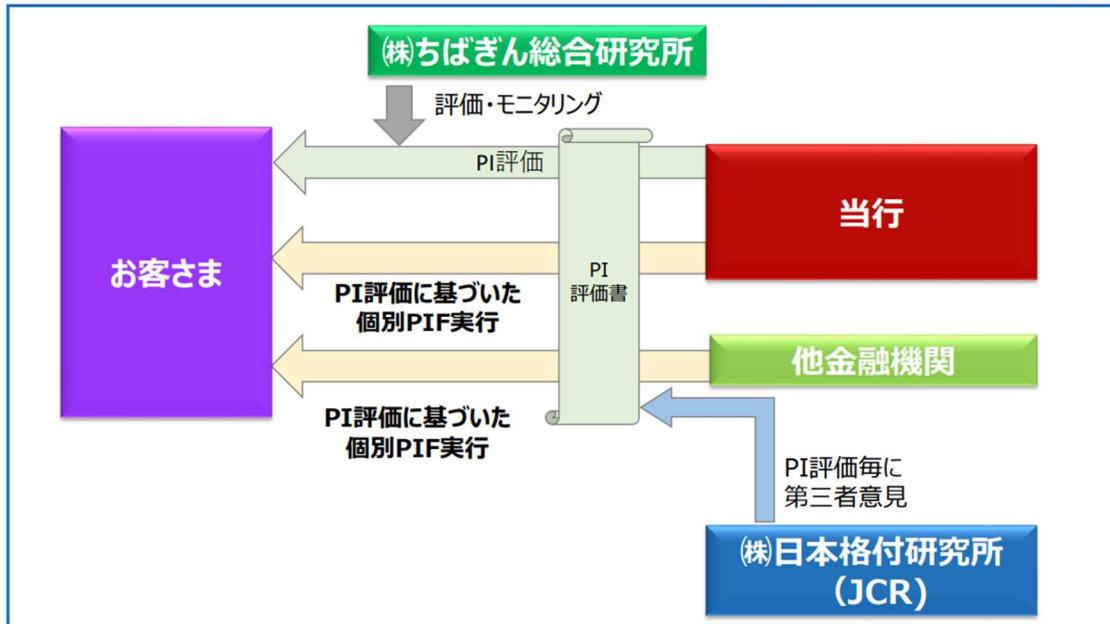 ㈱ちばぎん総合研究所
評価・モニタリング
PI評価
当行
お客さま
PI
評価書
PI評価に基づいた
個別PIF実行
他金融機関
PI評価に基づいた
個別PIF実行
PI評価毎に
第三者意見
㈱日本格付研究所
（JCR）